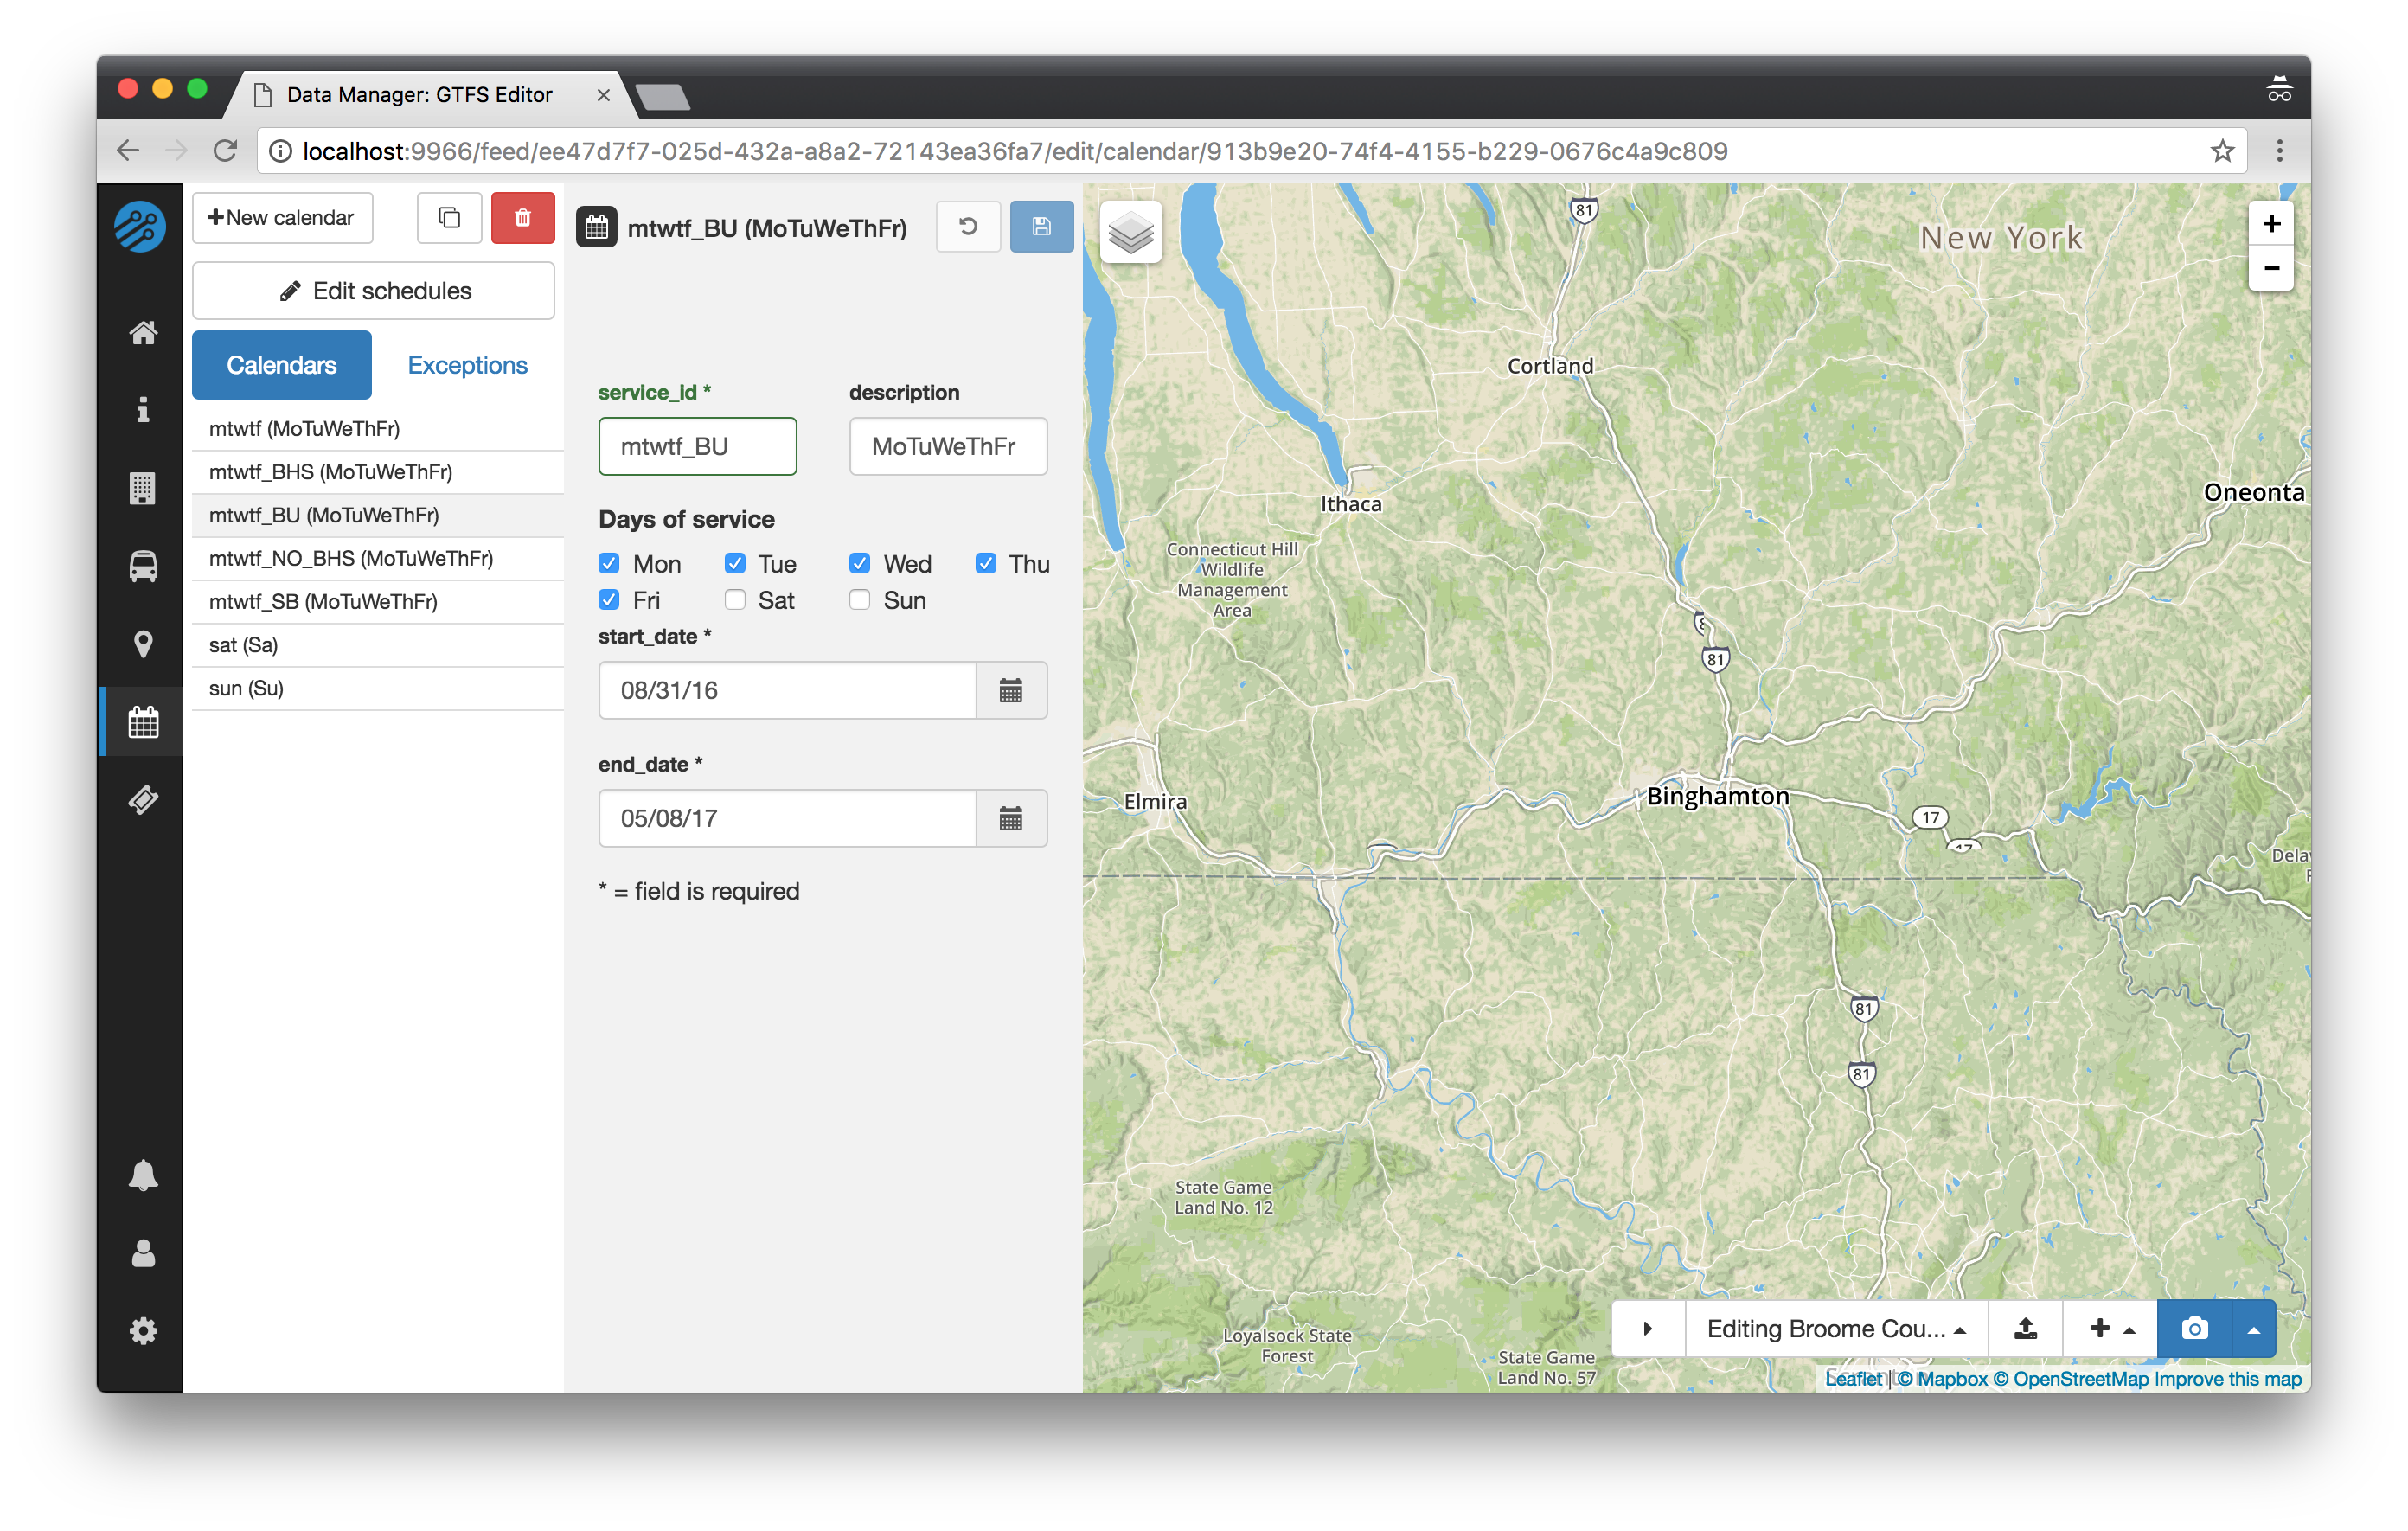 Data Manager: GTFS Editor
localhost:9966/feed/ee47d7f7-025d-432a-a8a2-72143ea36fa7/edit/calendar/913b9e20-74f4-4155-b229-0676c4a9c809
+New calendar
Edit schedules
Calendars
Exceptions
mtwtf (MoTuWeThFr)
mtwtf_BHS (MoTuWeThFr)
mtwtf_BU (MoTuWeThFr)
mtwtf_NO_BHS (MoTuWeThFr)
mtwtf_SB (MoTuWeThFr)
sat (Sa)
sun (Su)
mtwtf_BU (MoTuWeThFr)
service_id *
description
mtwtf_BU
MoTuWeThFr
Days of service
Mon Tue Wed Thu
Fri Sat Sun
start_date *
08/31/16
end_date *
05/08/17
* = field is required
+
−
81
New York
Cortland
Ithaca
Oneonta
Connecticut Hill
Wildlife
Management
Area
81
Elmira
Binghamton
17
17
81
81
State Game
Land No. 12
Loyalsock State
Forest
State Game
Land No. 57
Editing Broome Cou...
Leaflet | © Mapbox © OpenStreetMap Improve this map